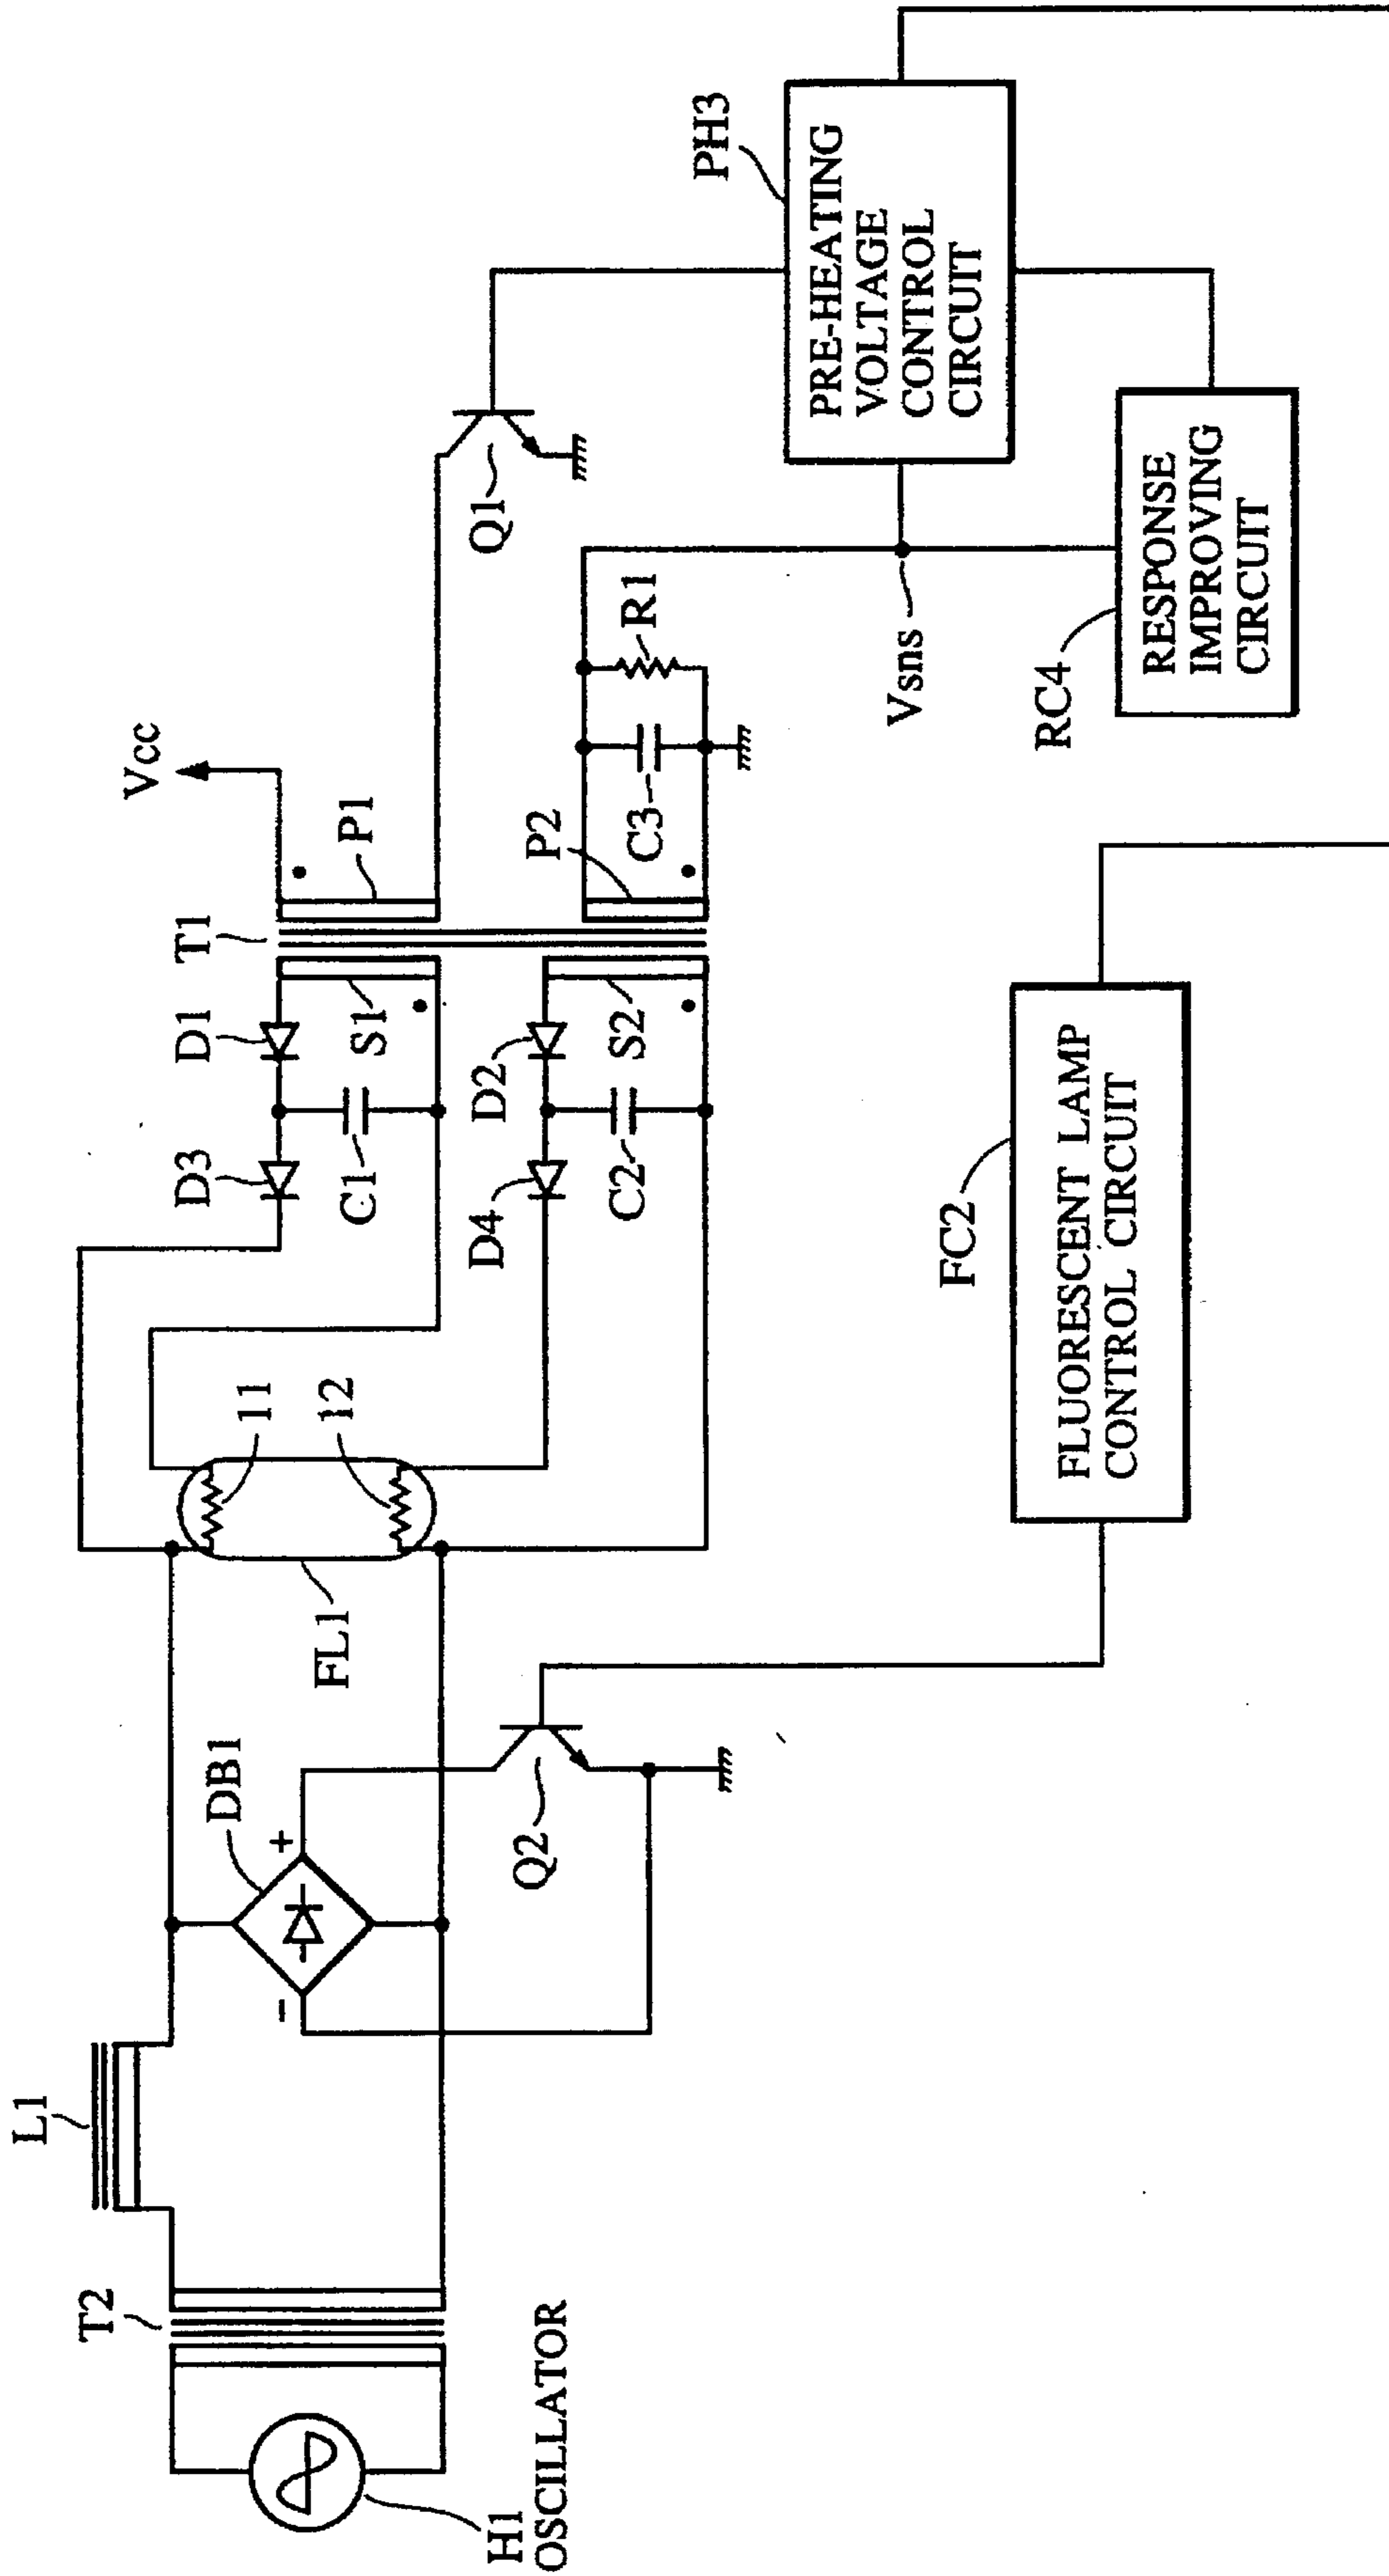 H1
OSCILLATOR
T2
L1
DB1
+
-
Q2
FL1
11
12
D3
D1
C1
S1
T1
P1
Vcc
D4
D2
C2
S2
P2
C3
R1
Q1
Vsns
PH3
PRE-HEATING
VOLTAGE
CONTROL
CIRCUIT
RC4
RESPONSE
IMPROVING
CIRCUIT
FC2
FLUORESCENT LAMP
CONTROL CIRCUIT